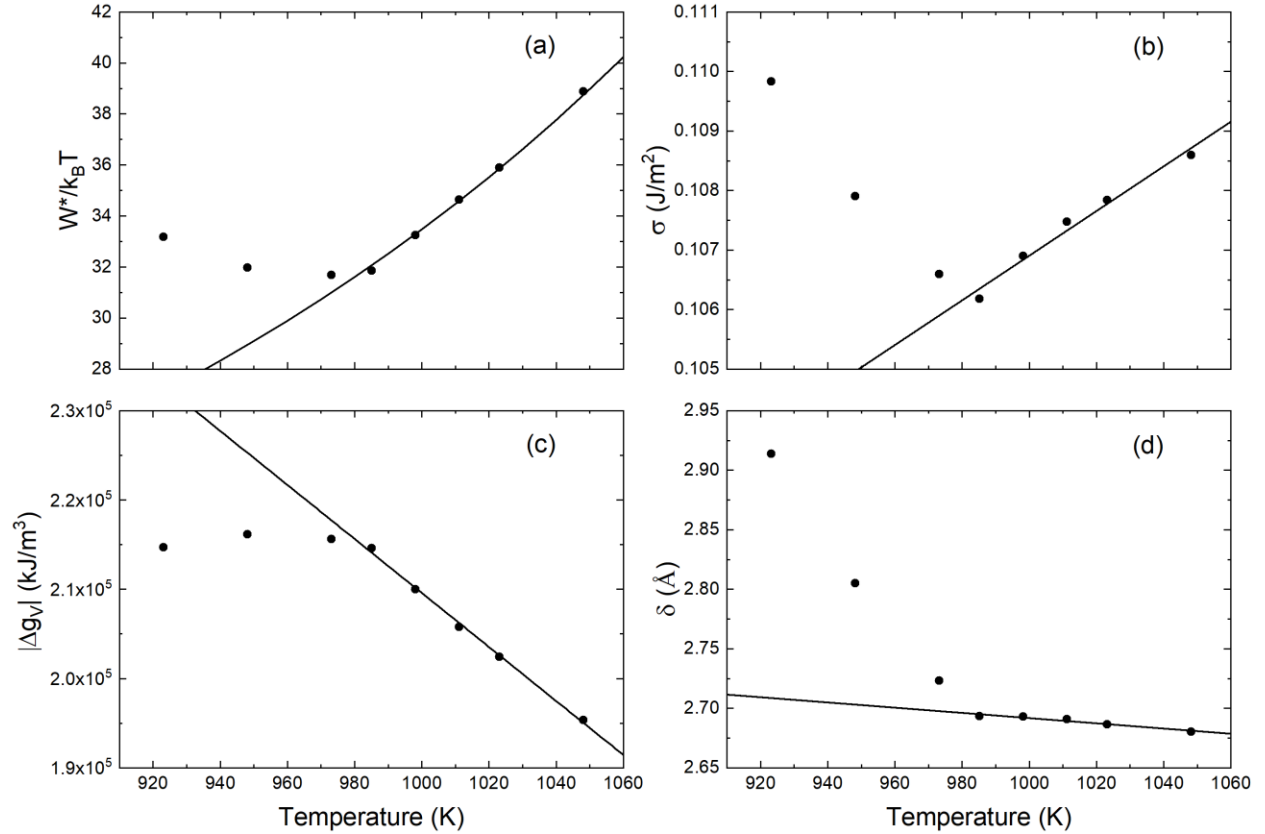 (a)
W*/k_BT
42
40
38
36
34
32
30
28
(b)
σ (J/m²)
0.111
0.110
0.109
0.108
0.107
0.106
0.105
(c)
|Δg_V| (kJ/m³)
2.3x10⁵
2.2x10⁵
2.1x10⁵
2.0x10⁵
1.9x10⁵
920 940 960 980 1000 1020 1040 1060
Temperature (K)
(d)
δ (Å)
2.95
2.90
2.85
2.80
2.75
2.70
2.65
920 940 960 980 1000 1020 1040 1060
Temperature (K)